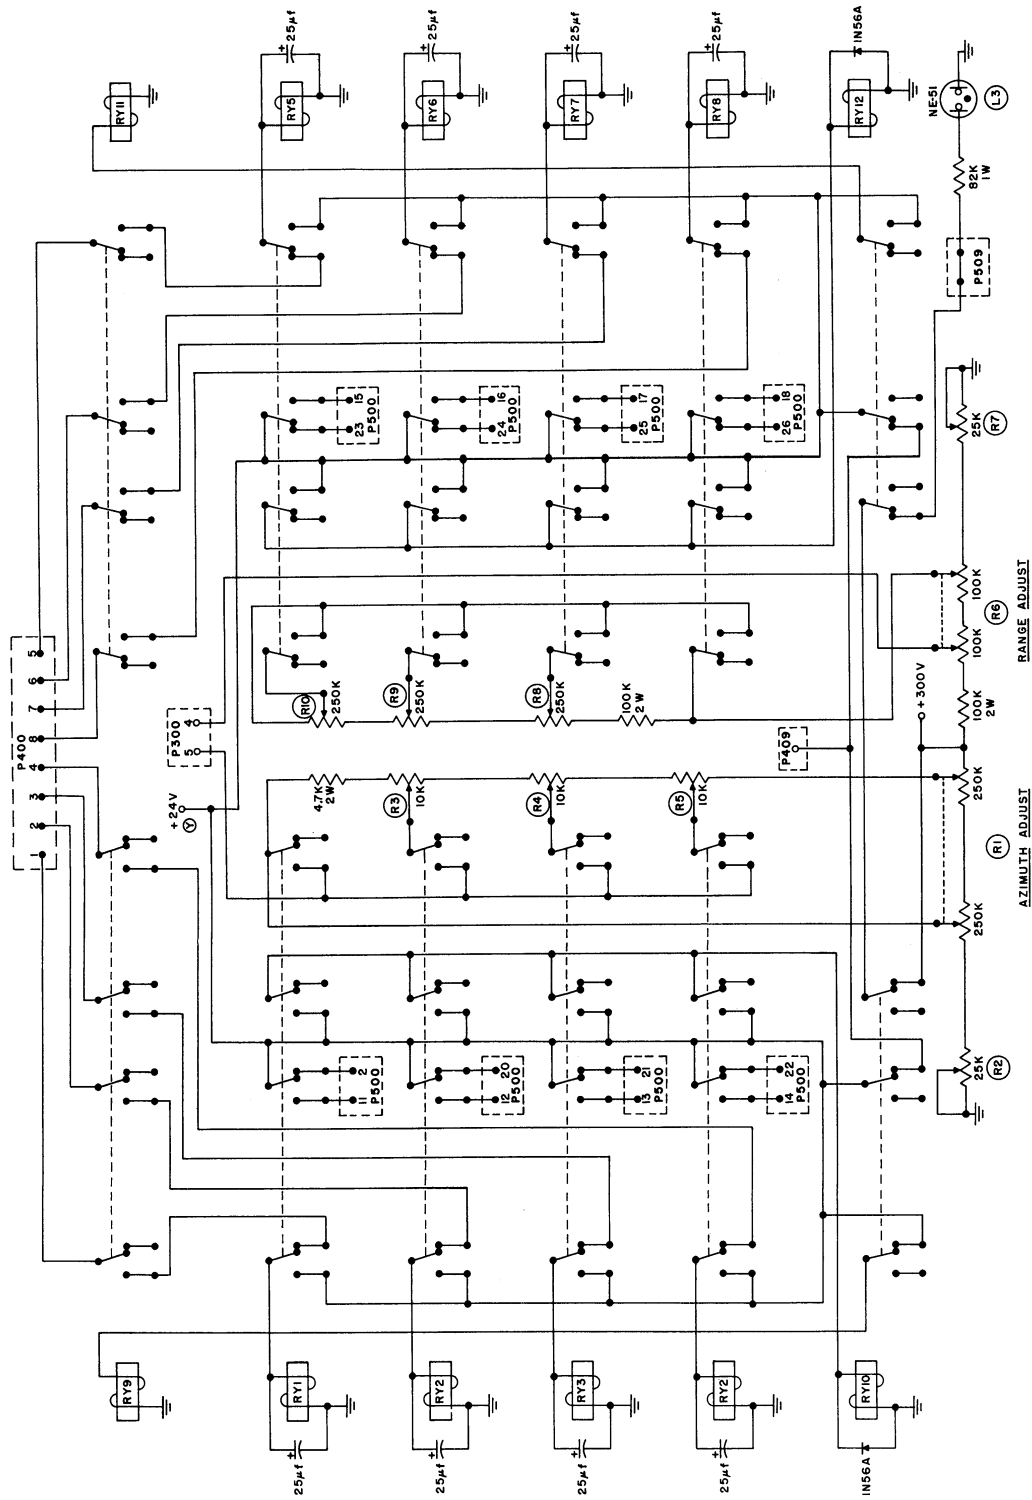 25µf
25µf
25µf
25µf
1N56A
RY11
RY5
RY6
RY7
RY8
RY12
NE-51
L3
82K
1W
P509
15
23
P500
16
24
P500
17
25
P500
18
26
P500
25K
R7
100K
R6
100K
RANGE ADJUST
P400
5
6
7
8
4
3
2
1
P300
4
5
+24V
Y
R10
250K
R9
250K
R8
250K
100K
2W
P409
+300V
100K
2W
4.7K
2W
R3
10K
R4
10K
R5
10K
250K
R1
250K
AZIMUTH ADJUST
2
11
P500
20
12
P500
21
13
P500
22
14
P500
25K
R2
RY9
RY1
RY2
RY3
RY2
RY10
25µf
25µf
25µf
25µf
1N56A